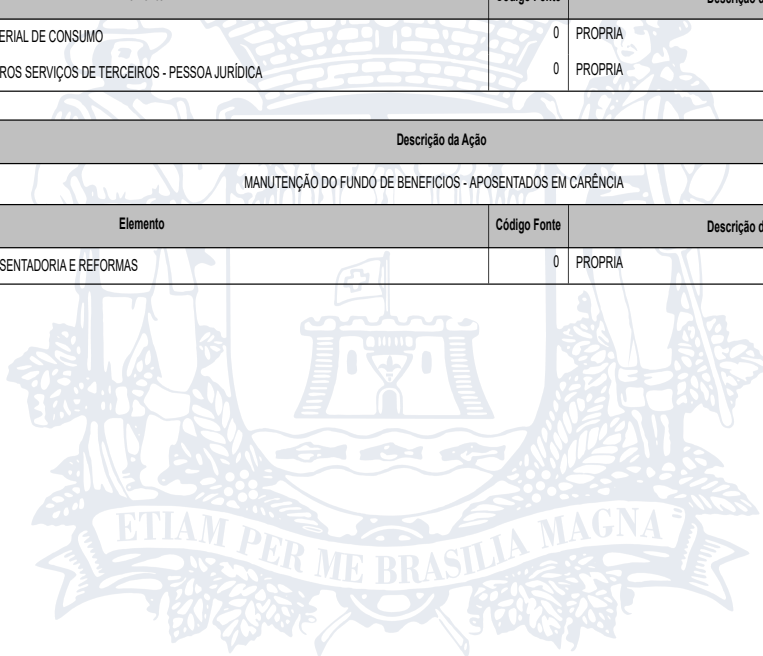 Código Fonte
ERIAL DE CONSUMO 0 PROPRIA
ROS SERVIÇOS DE TERCEIROS - PESSOA JURÍDICA 0 PROPRIA
Descrição da Ação
MANUTENÇÃO DO FUNDO DE BENEFICIOS - APOSENTADOS EM CARÊNCIA
Elemento Código Fonte Descrição d
SENTADORIA E REFORMAS 0 PROPRIA
ETIAM PER ME BRASILIA MAGNA